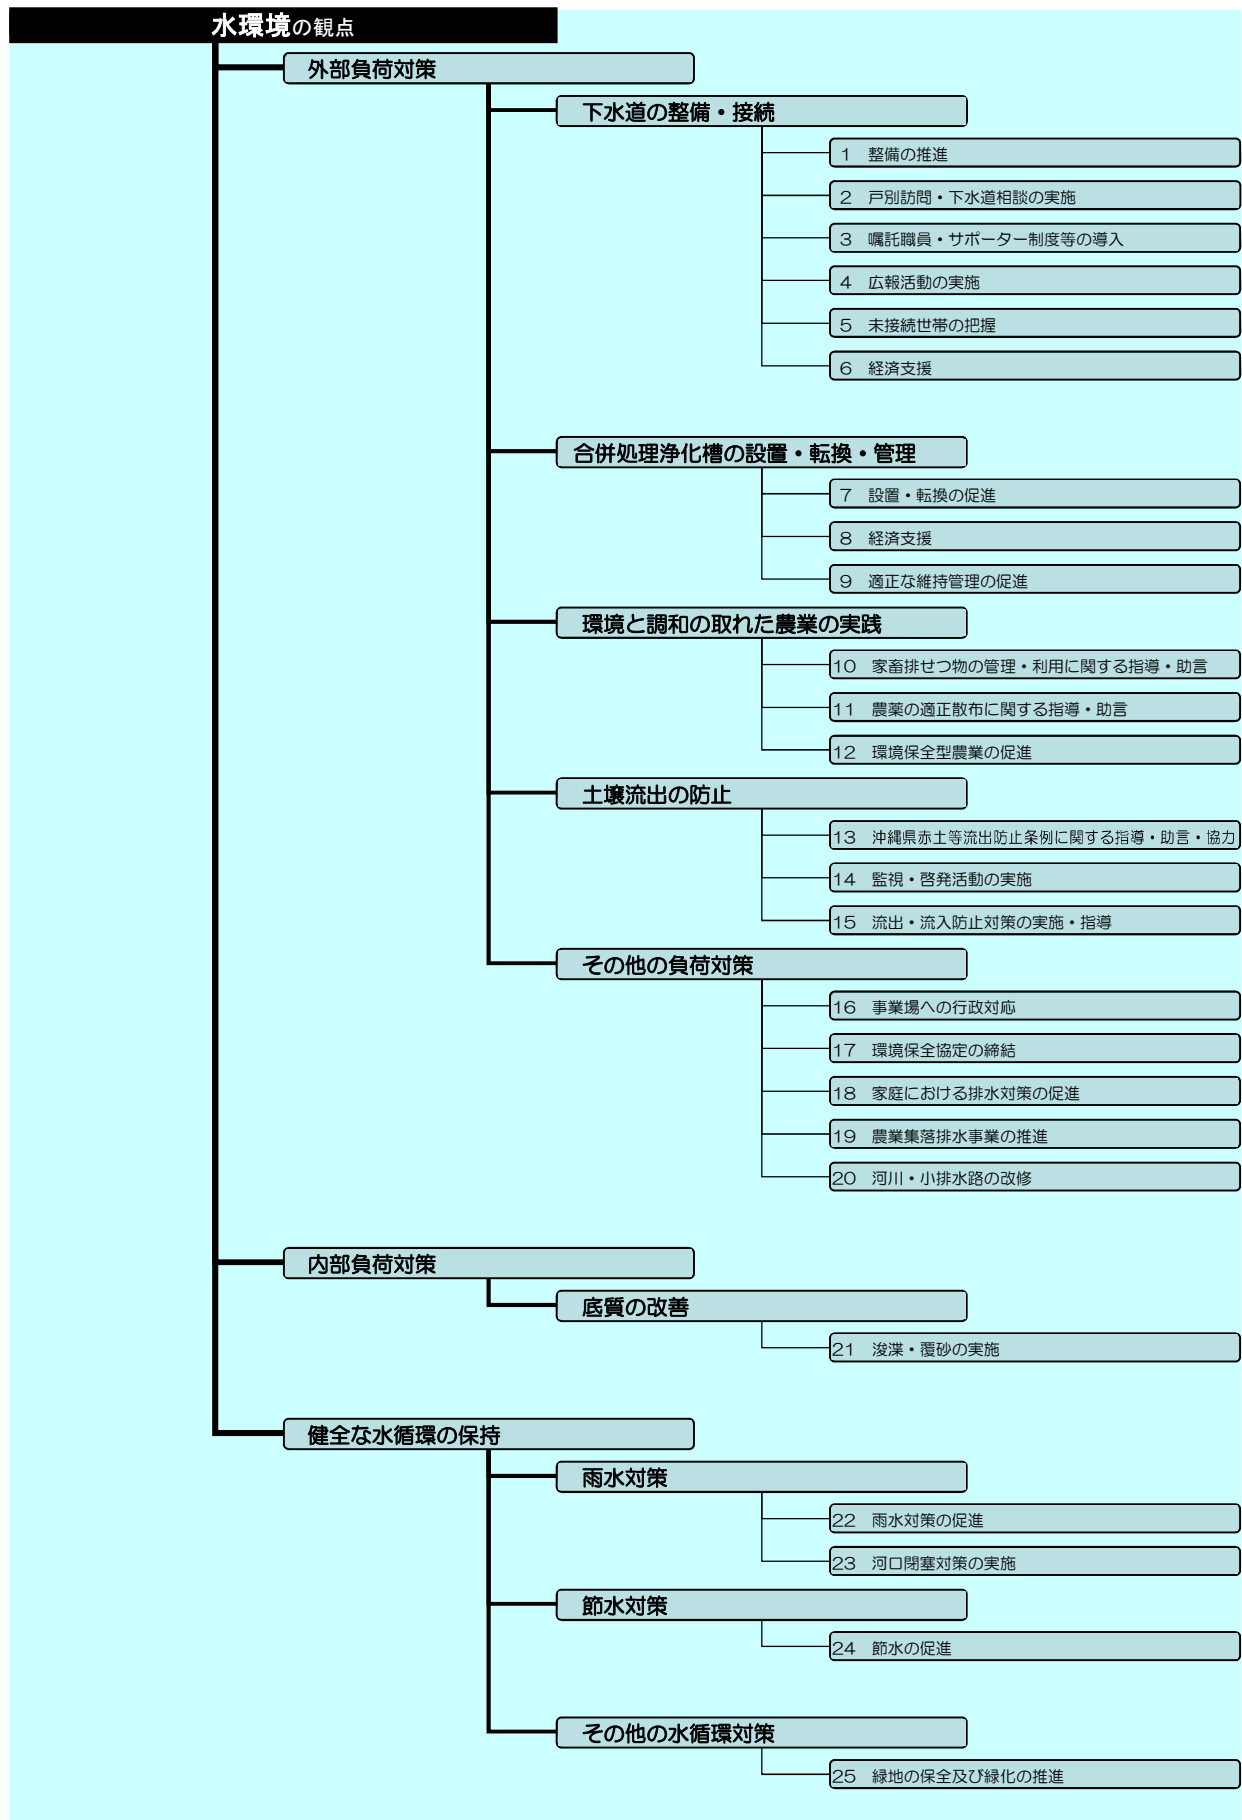 水環境の観点
外部負荷対策
下水道の整備・接続
1 整備の推進
2 戸別訪問・下水道相談の実施
3 嘱託職員・サポーター制度等の導入
4 広報活動の実施
5 未接続世帯の把握
6 経済支援
合併処理浄化槽の設置・転換・管理
7 設置・転換の促進
8 経済支援
9 適正な維持管理の促進
環境と調和の取れた農業の実践
10 家畜排せつ物の管理・利用に関する指導・助言
11 農薬の適正散布に関する指導・助言
12 環境保全型農業の促進
土壌流出の防止
13 沖縄県赤土等流出防止条例に関する指導・助言・協力
14 監視・啓発活動の実施
15 流出・流入防止対策の実施・指導
その他の負荷対策
16 事業場への行政対応
17 環境保全協定の締結
18 家庭における排水対策の促進
19 農業集落排水事業の推進
20 河川・小排水路の改修
内部負荷対策
底質の改善
21 浚渫・覆砂の実施
健全な水循環の保持
雨水対策
22 雨水対策の促進
23 河口閉塞対策の実施
節水対策
24 節水の促進
その他の水循環対策
25 緑地の保全及び緑化の推進